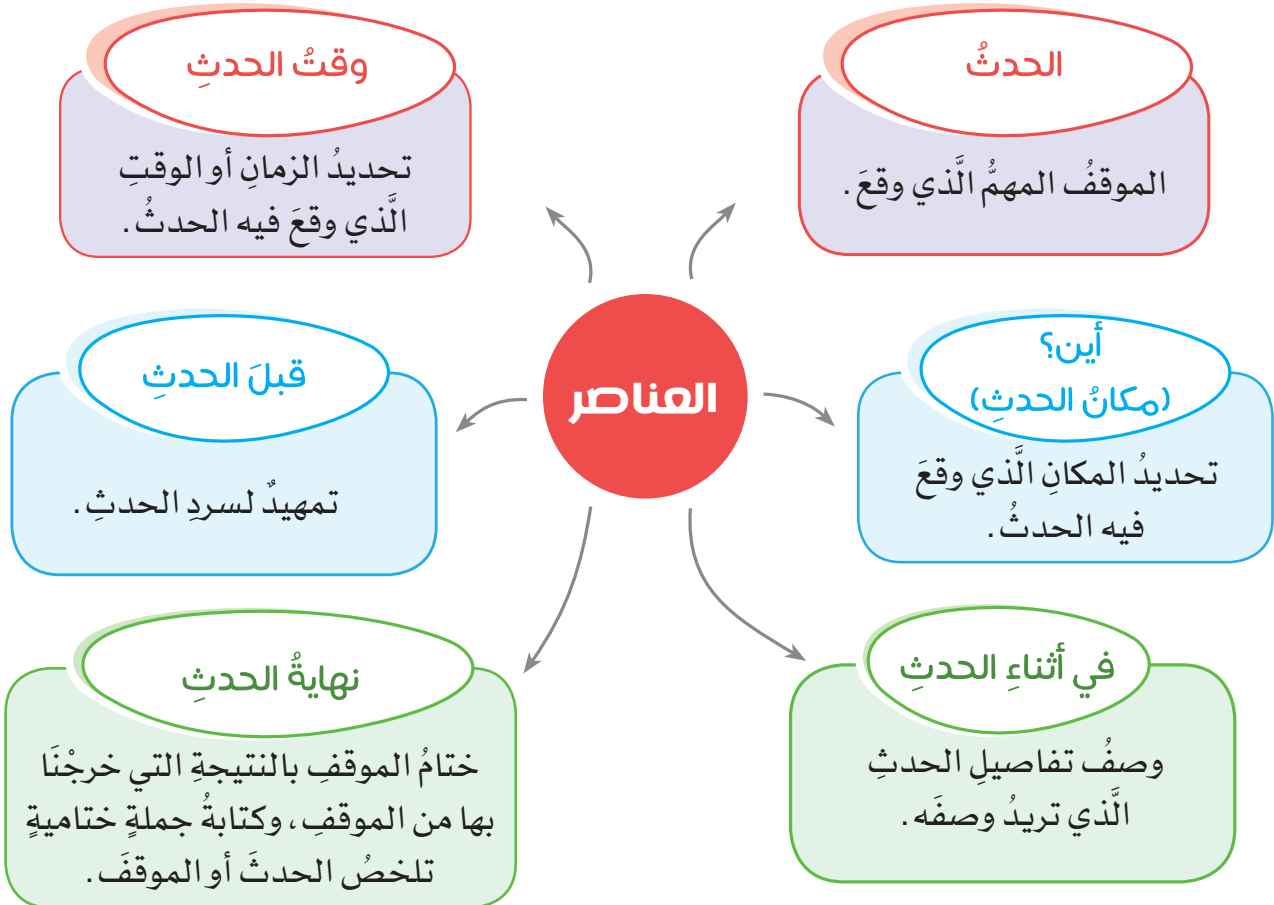 الحدثُ
الموقفُ المهمُّ الَّذي وقعَ.
وقتُ الحدثِ
تحديدُ الزمانِ أو الوقتِ
الَّذي وقعَ فيه الحدثُ.
العناصر
أين؟
(مكانُ الحدثِ)
تحديدُ المكانِ الَّذي وقعَ
فيه الحدثُ.
قبلَ الحدثِ
تمهيدٌ لسردِ الحدثِ.
في أثناءِ الحدثِ
وصفُ تفاصيلِ الحدثِ
الَّذي تريدُ وصفَه.
نهايةُ الحدثِ
ختامُ الموقفِ بالنتيجةِ التي خرجْنَا
بها من الموقفِ، وكتابةُ جملةٍ ختاميةٍ
تلخصُ الحدثَ أو الموقفَ.